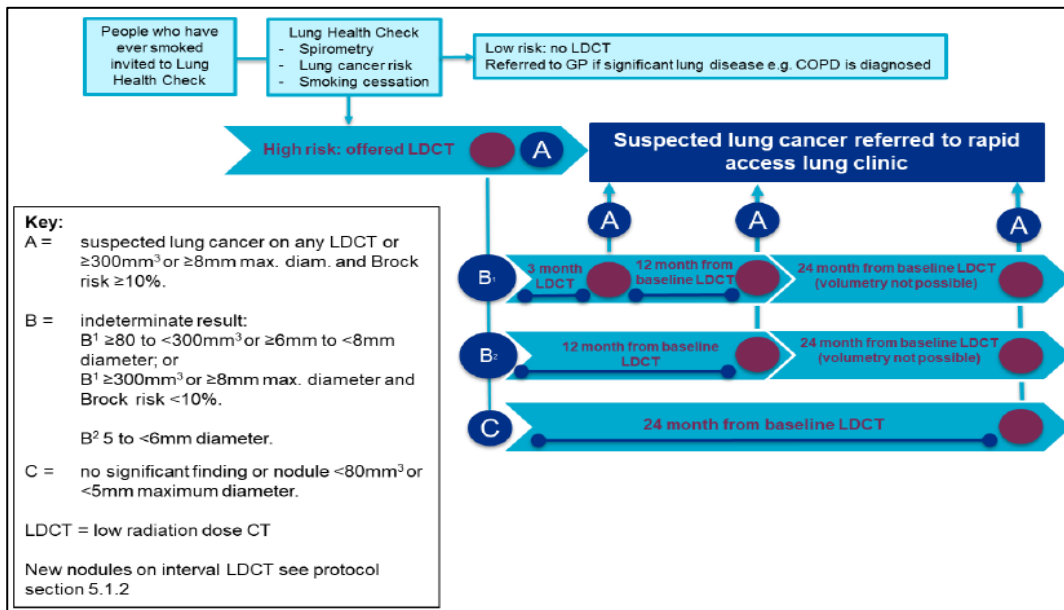 People who have
ever smoked
invited to Lung
Health Check
Lung Health Check
- Spirometry
- Lung cancer risk
- Smoking cessation
Low risk: no LDCT
Referred to GP if significant lung disease e.g. COPD is diagnosed
High risk: offered LDCT
A
Suspected lung cancer referred to rapid
access lung clinic
A
A
A
B1
3 month
LDCT
12 month from
baseline LDCT
24 month from baseline LDCT
(volumetry not possible)
B2
12 month from baseline
LDCT
24 month from baseline LDCT
(volumetry not possible)
C
24 month from baseline LDCT
Key:
A = suspected lung cancer on any LDCT or
≥300mm³ or ≥8mm max. diam. and Brock
risk ≥10%.
B = indeterminate result:
B¹ ≥80 to <300mm³ or ≥6mm to <8mm
diameter; or
B¹ ≥300mm³ or ≥8mm max. diameter and
Brock risk <10%.
B² 5 to <6mm diameter.
C = no significant finding or nodule <80mm³ or
<5mm maximum diameter.
LDCT = low radiation dose CT
New nodules on interval LDCT see protocol
section 5.1.2